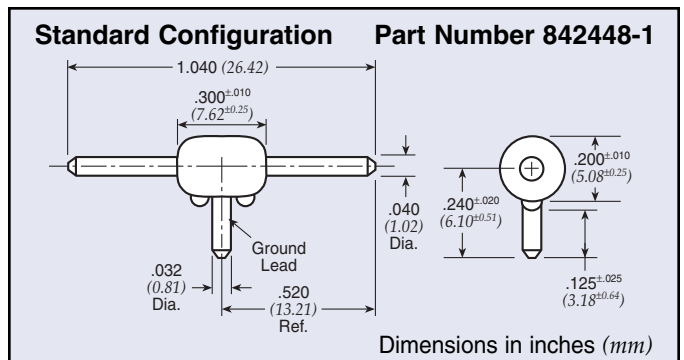 Standard Configuration Part Number 842448-1
1.040 (26.42)
.300±.010
(7.62±0.25)
.040
(1.02)
Dia.
.032
(0.81)
Dia.
Ground
Lead
.520
(13.21)
Ref.
.200±.010
(5.08±0.25)
.240±.020
(6.10±0.51)
.125±.025
(3.18±0.64)
Dimensions in inches (mm)